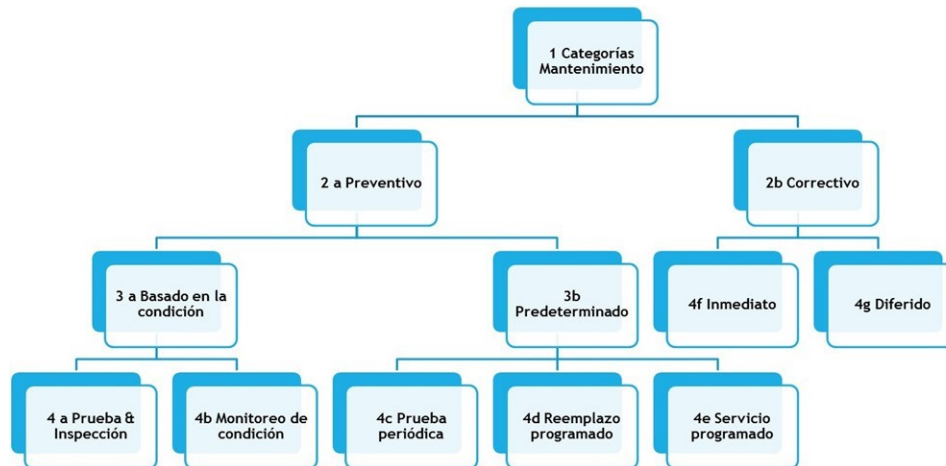 1 Categorías
Mantenimiento
2 a Preventivo
2b Correctivo
3 a Basado en la
condición
3b
Predeterminado
4f Inmediato
4g Diferido
4 a Prueba &
Inspección
4b Monitoreo de
condición
4c Prueba
periódica
4d Reemplazo
programado
4e Servicio
programado